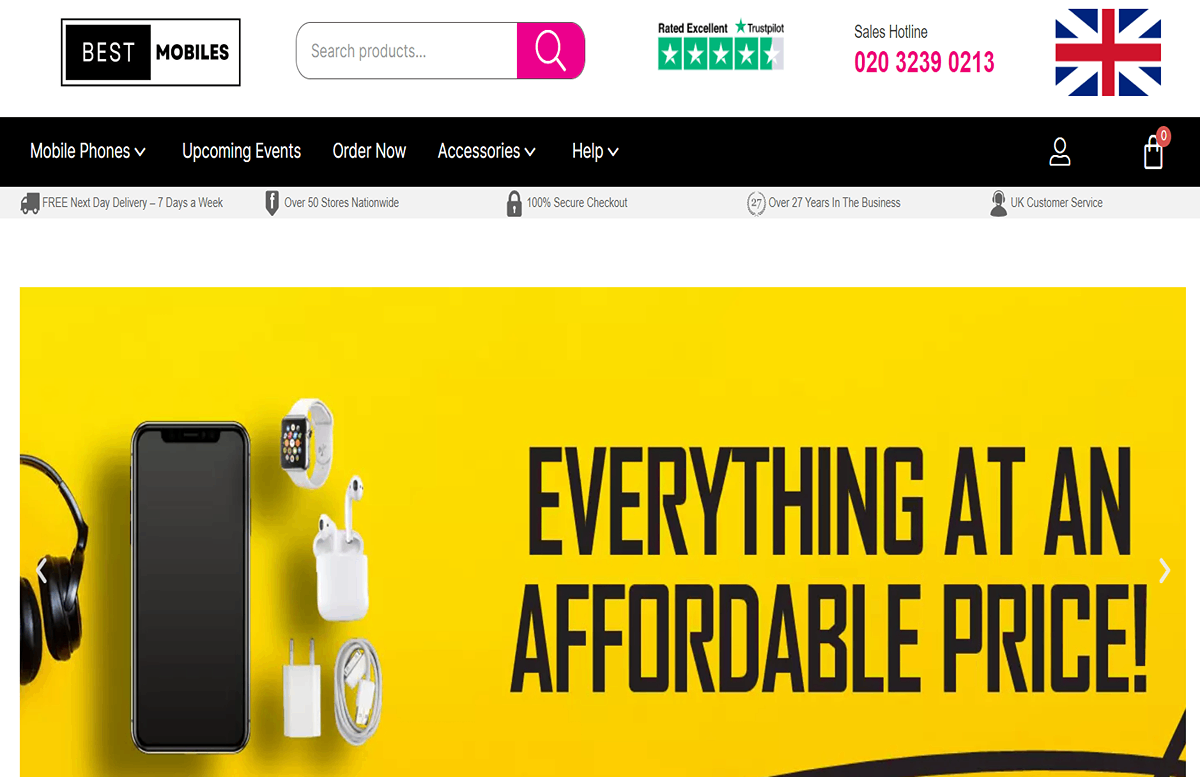 BEST MOBILES
Search products...
Rated Excellent Trustpilot
Sales Hotline
020 3239 0213
Mobile Phones
Upcoming Events
Order Now
Accessories
Help
0
FREE Next Day Delivery – 7 Days a Week
Over 50 Stores Nationwide
100% Secure Checkout
27
Over 27 Years In The Business
UK Customer Service
EVERYTHING AT AN
AFFORDABLE PRICE!